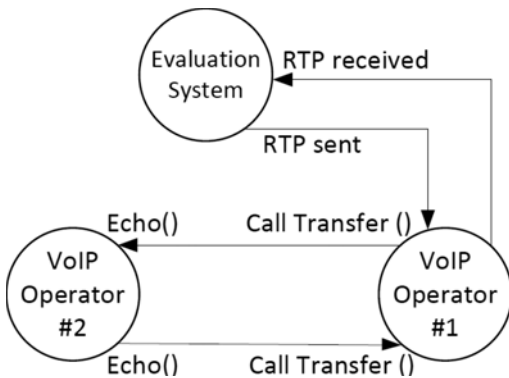 Evaluation
System
RTP received
RTP sent
Echo()
Call Transfer ()
VoIP
Operator
#2
VoIP
Operator
#1
Echo()
Call Transfer ()